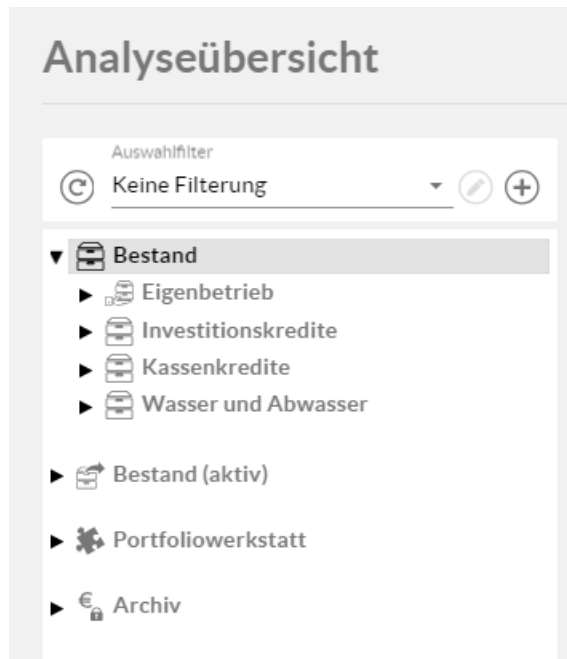 Analyseübersicht
Auswahlfilter
Keine Filterung
Bestand
Eigenbetrieb
Investitionskredite
Kassenkredite
Wasser und Abwasser
Bestand (aktiv)
Portfoliowerkstatt
Archiv